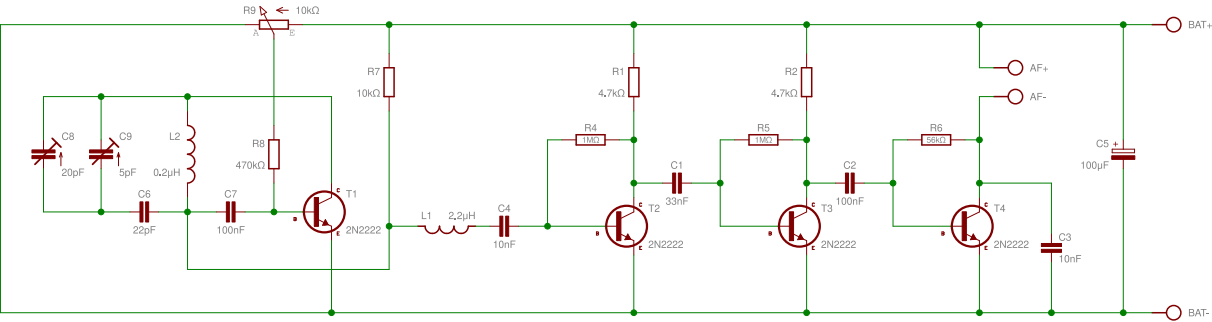 R9
10kΩ
A
E
BAT+
R7
10kΩ
R1
4.7kΩ
R2
4.7kΩ
AF+
AF-
C8
20pF
C9
5pF
L2
0.2µH
R8
470kΩ
R4
1MΩ
R5
1MΩ
R6
56kΩ
C5
+
100µF
C6
22pF
C7
100nF
C
T1
B
E
2N2222
L1
2.2µH
C4
10nF
C1
33nF
C2
100nF
C
T2
B
E
2N2222
C
T3
B
E
2N2222
C
T4
B
E
2N2222
C3
10nF
BAT-